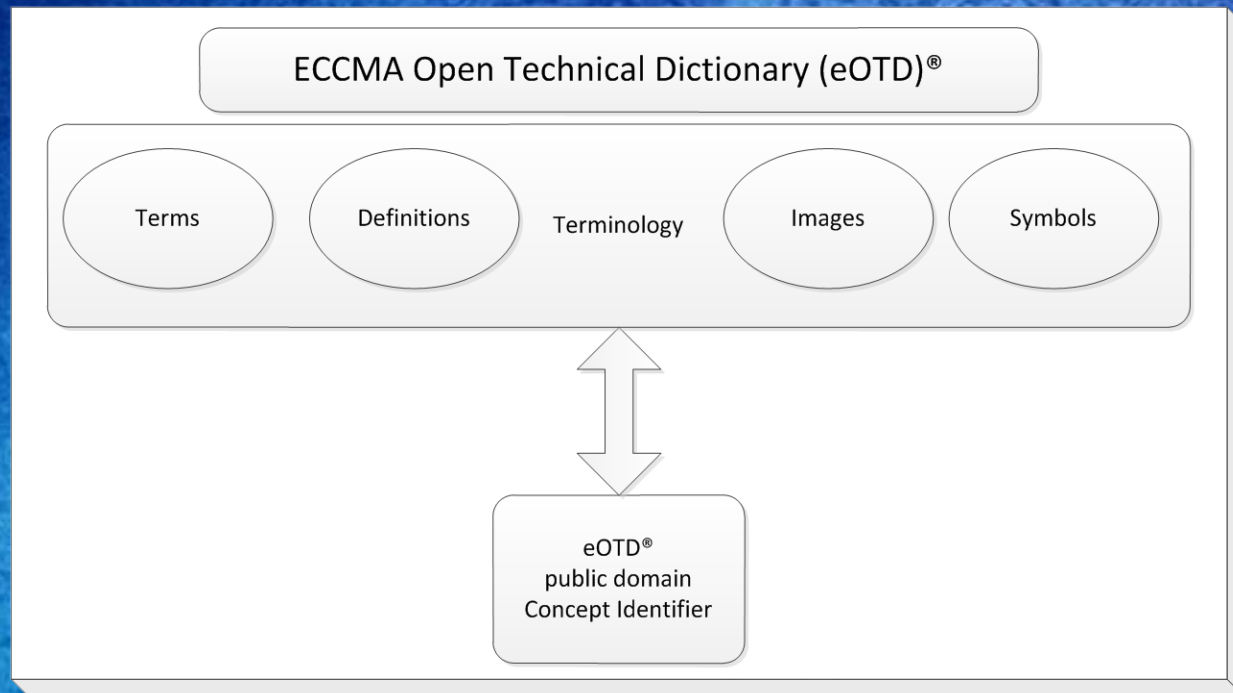 ECCMA Open Technical Dictionary (eOTD)®
Terms
Definitions
Terminology
Images
Symbols
eOTD®
public domain
Concept Identifier